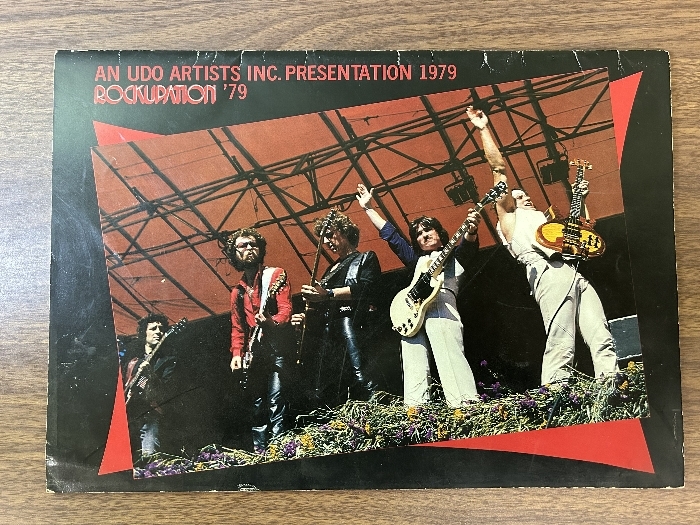 AN UDO ARTISTS INC. PRESENTATION 1979
ROCKUPATION '79